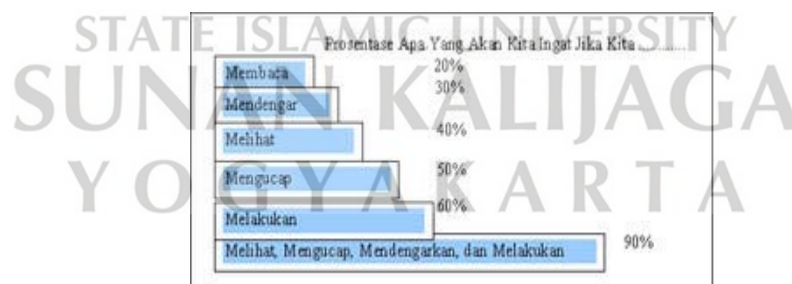 STATE ISLAMIC UNIVERSITY
SUNAN KALIJAGA
YOGYAKARTA
Prosentase Apa Yang Akan Kita Ingat Jika Kita ............
Membaca 20%
Mendengar 30%
Melihat 40%
Mengucap 50%
Melakukan 60%
Melihat, Mengucap, Mendengarkan, dan Melakukan 90%